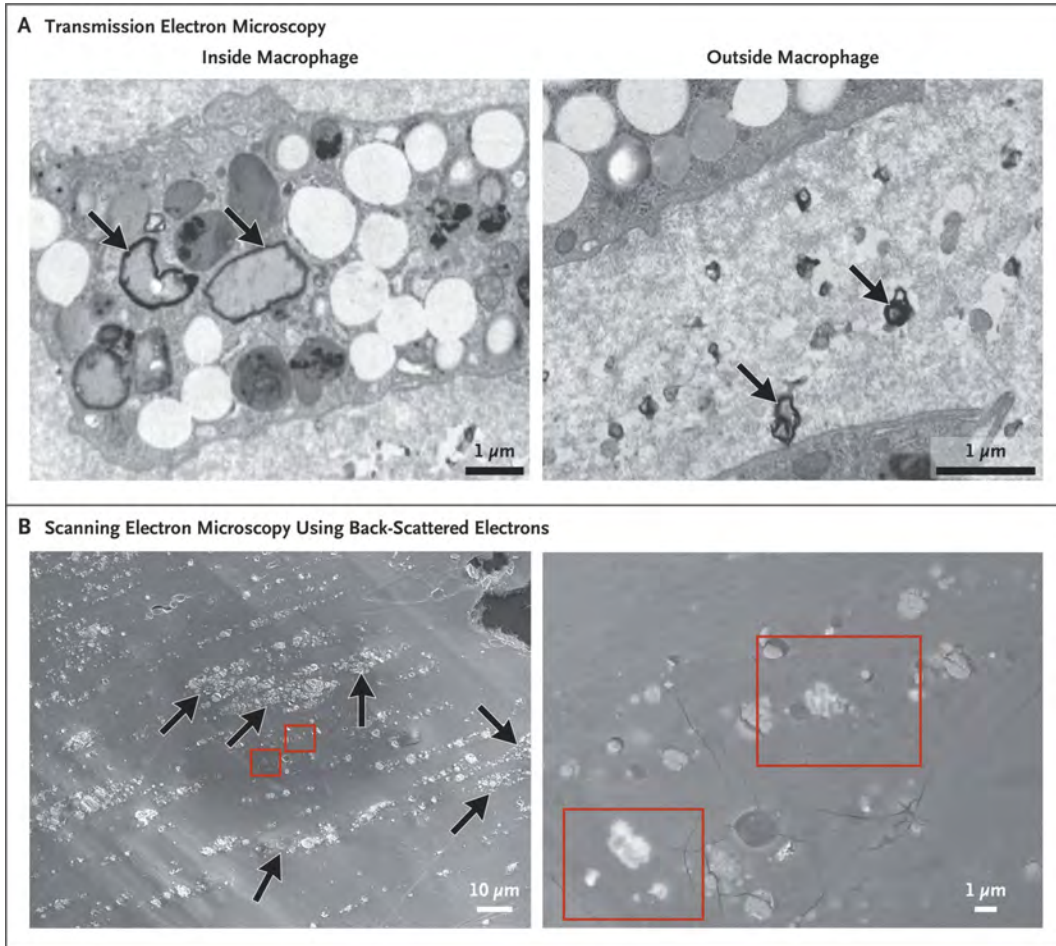 A Transmission Electron Microscopy
Inside Macrophage
Outside Macrophage
1 µm
1 µm
B Scanning Electron Microscopy Using Back-Scattered Electrons
10 µm
1 µm